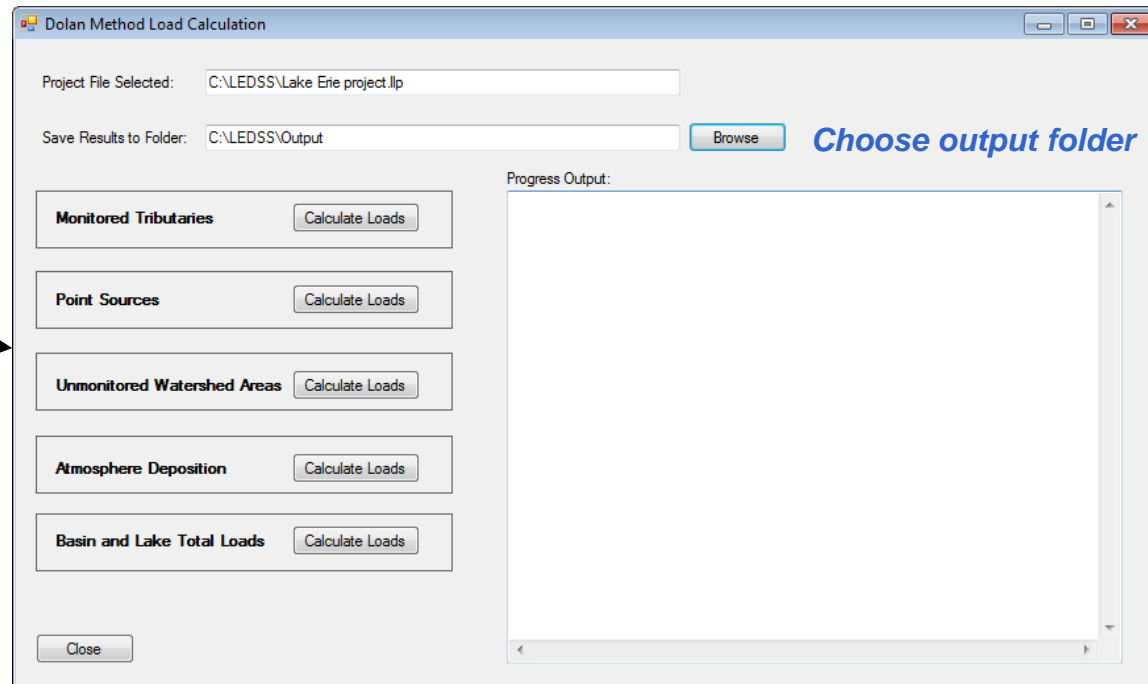 Dolan Method Load Calculation
Project File Selected: C:\LEDSS\Lake Erie project.llp
Save Results to Folder: C:\LEDSS\Output Browse Choose output folder
Progress Output:
Monitored Tributaries Calculate Loads
Point Sources Calculate Loads
Unmonitored Watershed Areas Calculate Loads
Atmosphere Deposition Calculate Loads
Basin and Lake Total Loads Calculate Loads
Close